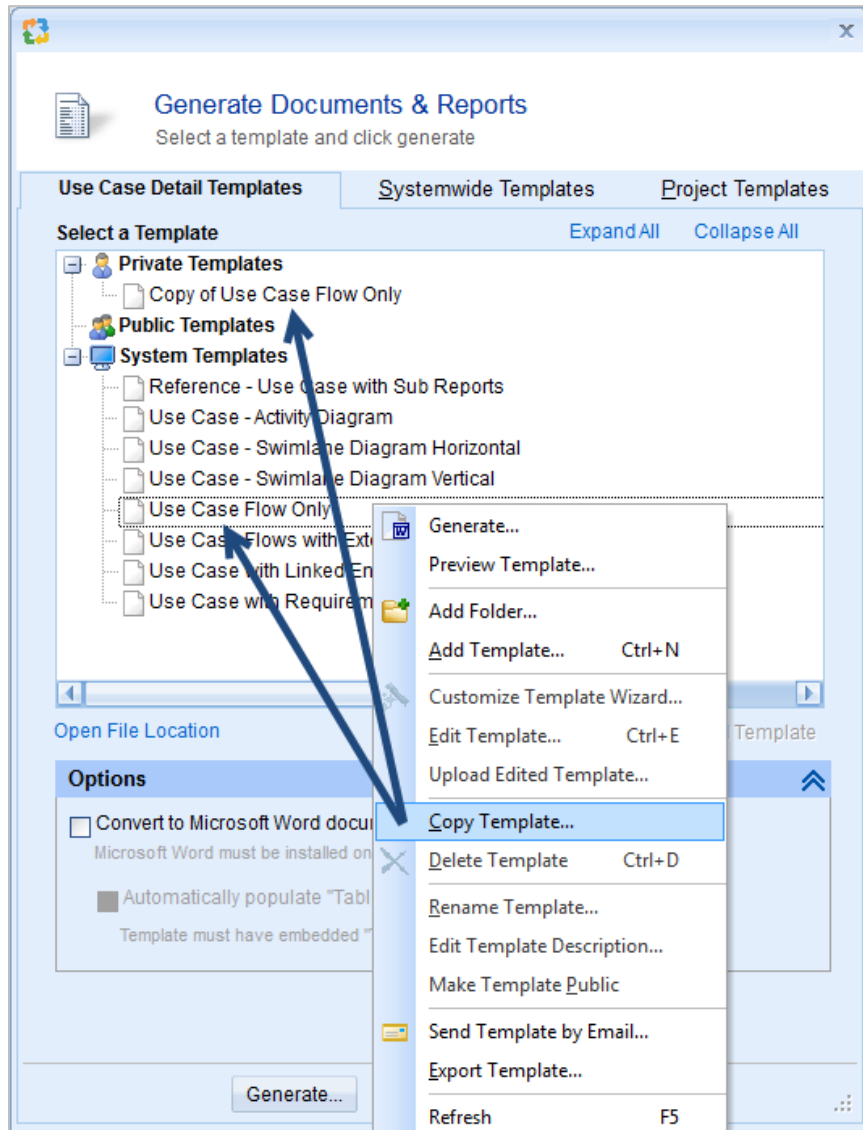 Generate Documents & Reports
Select a template and click generate
Use Case Detail Templates Systemwide Templates Project Templates
Select a Template Expand All Collapse All
Private Templates
Copy of Use Case Flow Only
Public Templates
System Templates
Reference - Use Case with Sub Reports
Use Case - Activity Diagram
Use Case - Swimlane Diagram Horizontal
Use Case - Swimlane Diagram Vertical
Use Case Flow Only
Use Case Flows with Ext
Use Case with Linked En
Use Case with Requirem
Generate...
Preview Template...
Add Folder...
Add Template... Ctrl+N
Customize Template Wizard...
Edit Template... Ctrl+E
Upload Edited Template...
Copy Template...
Delete Template Ctrl+D
Rename Template...
Edit Template Description...
Make Template Public
Send Template by Email...
Export Template...
Refresh F5
Open File Location Template
Options
Convert to Microsoft Word docu
Microsoft Word must be installed on
Automatically populate "Tabl
Template must have embedded "
Generate...